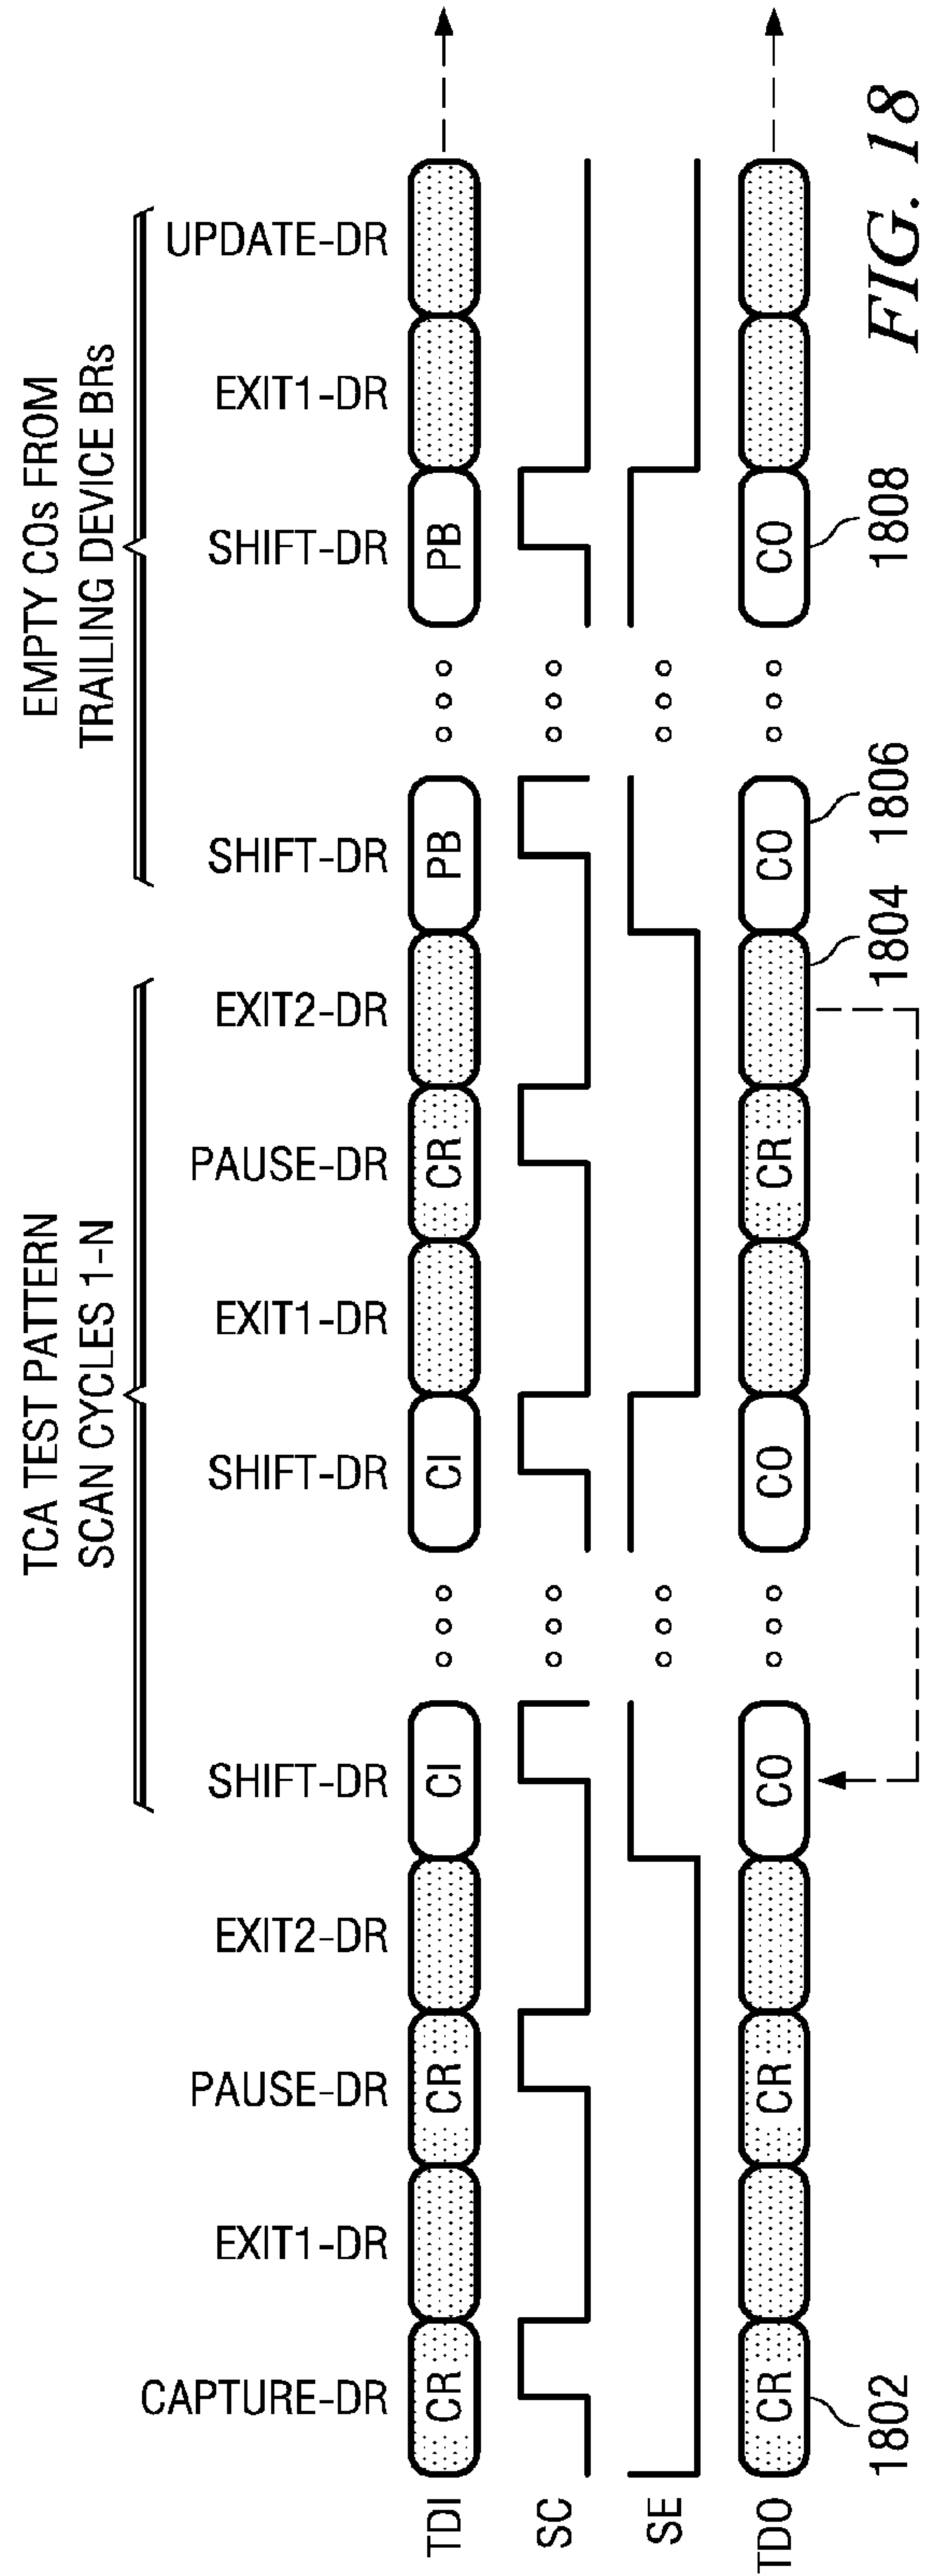 TCA TEST PATTERN
SCAN CYCLES 1-N
EMPTY COs FROM
TRAILING DEVICE BRs
CAPTURE-DR
EXIT1-DR
PAUSE-DR
EXIT2-DR
SHIFT-DR
SHIFT-DR
EXIT1-DR
PAUSE-DR
EXIT2-DR
SHIFT-DR
SHIFT-DR
EXIT1-DR
UPDATE-DR
TDI
CR
CR
CI
CI
CR
PB
PB
SC
SE
TDO
CR
CR
CO
CO
CR
CO
CO
1802
1804
1806
1808
FIG. 18